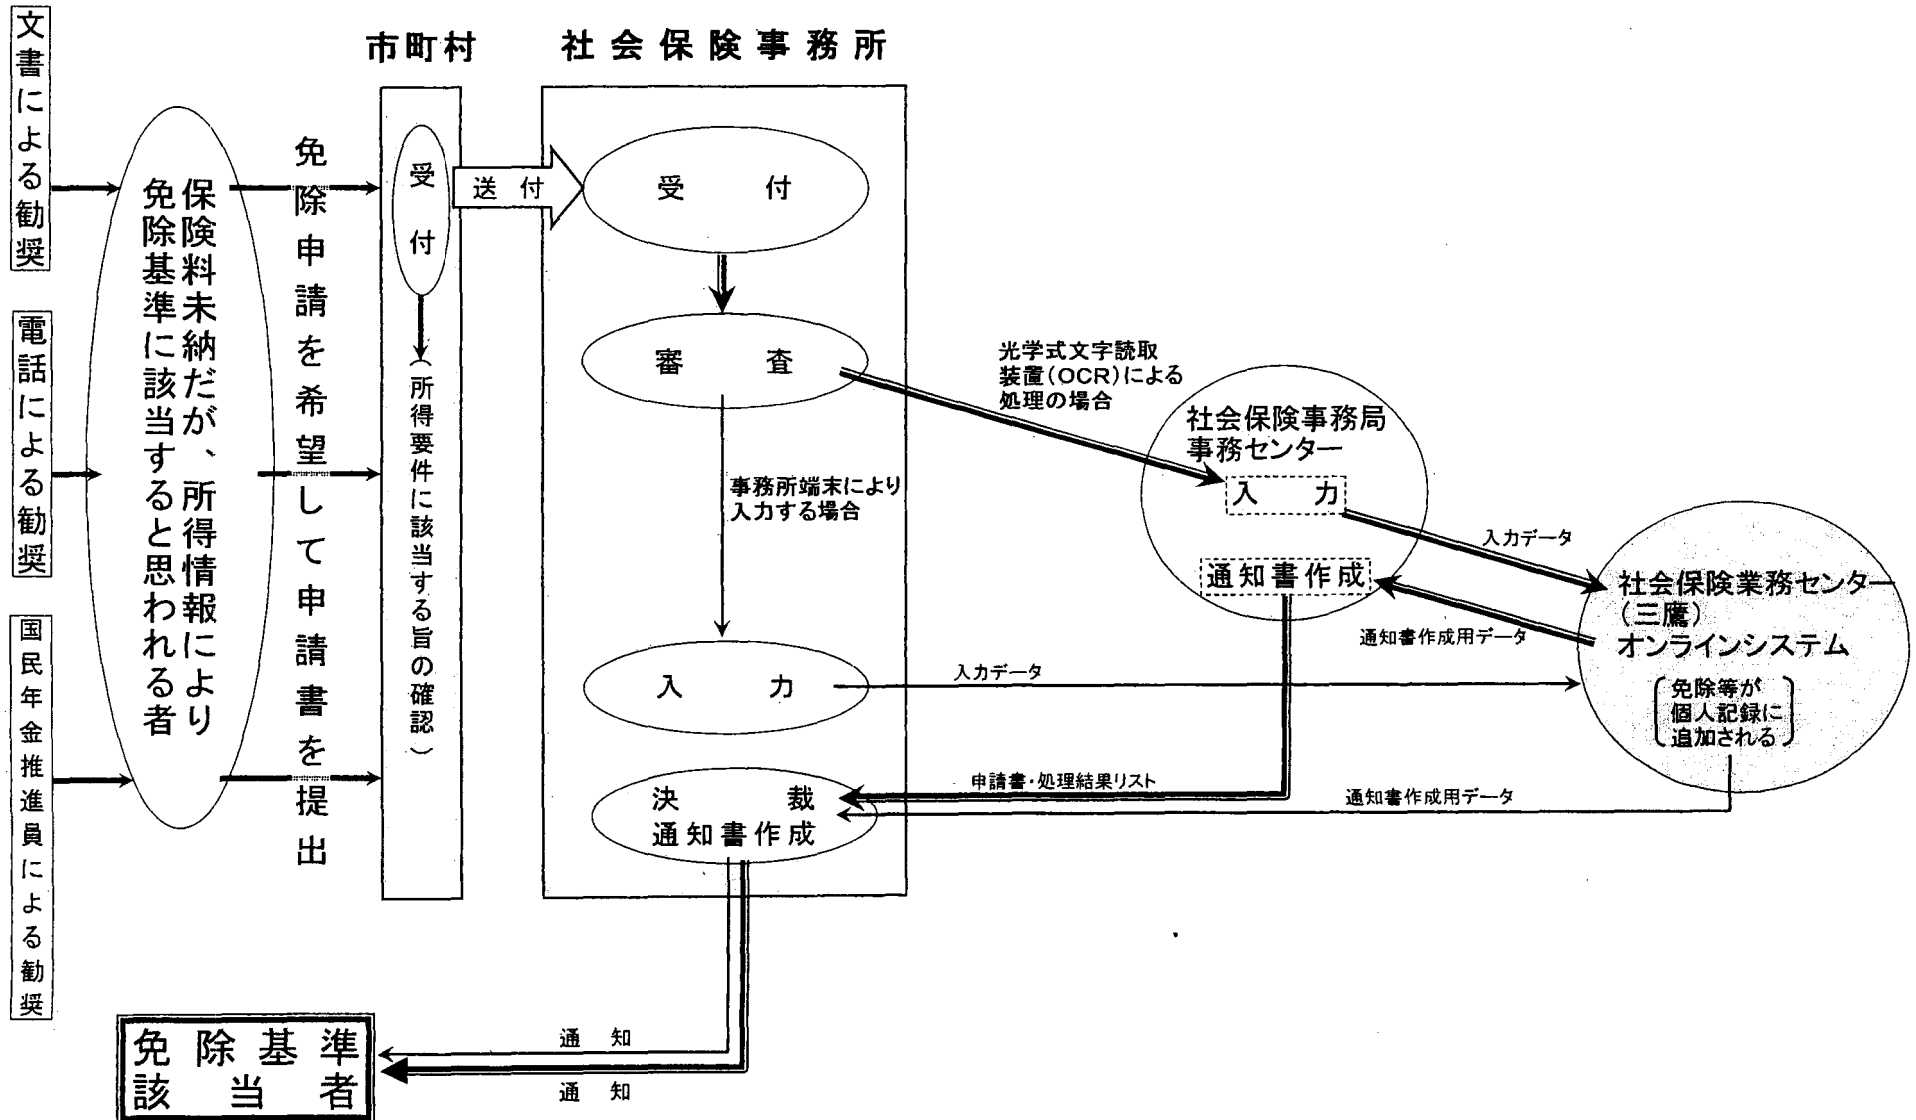 文書による勧奨
電話による勧奨
国民年金推進員による勧奨
保険料未納だが、所得情報により
免除基準に該当すると思われる者
免除申請を希望して申請書を提出
市町村
受付
（所得要件に該当する旨の確認）
送付
社会保険事務所
受付
審査
事務所端末により
入力する場合
入力
決裁
通知書作成
光学式文字読取
装置（OCR）による
処理の場合
社会保険事務局
事務センター
入力
通知書作成
入力データ
通知書作成用データ
社会保険業務センター
（三鷹）
オンラインシステム
免除等が
個人記録に
追加される
入力データ
申請書・処理結果リスト
通知書作成用データ
通知
通知
免除基準
該当者